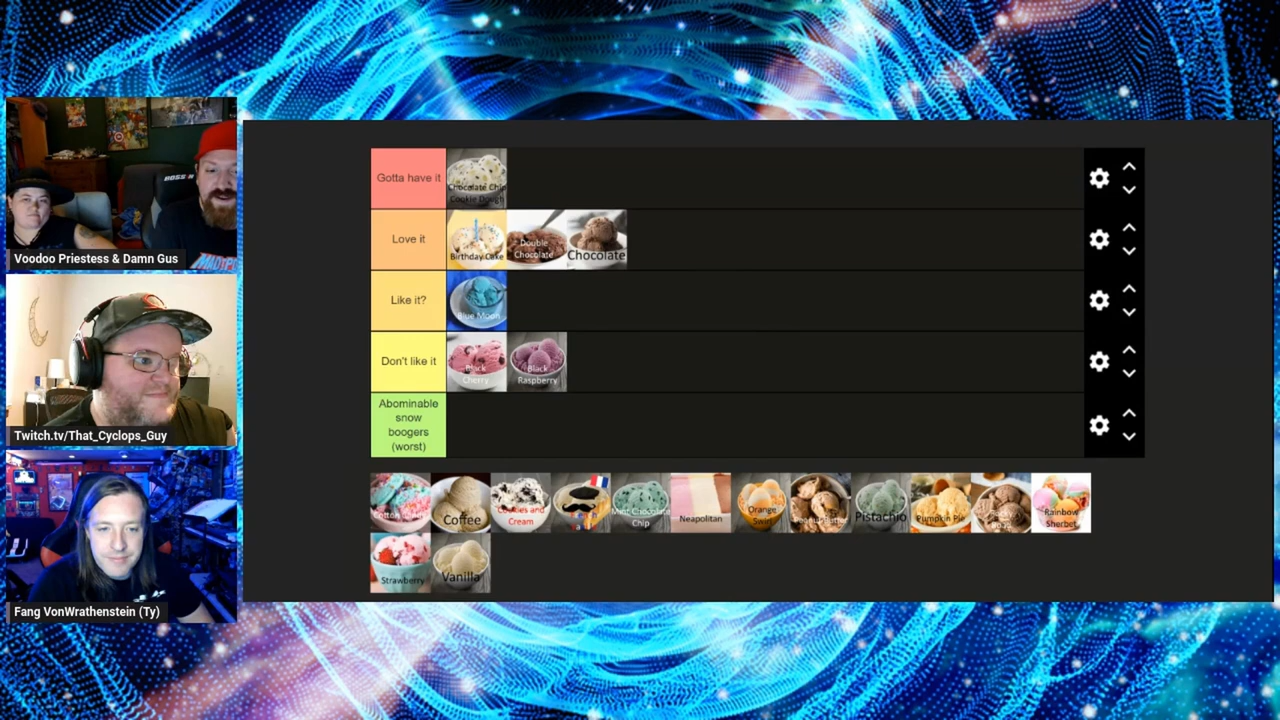 Voodoo Priestess & Damn Gus
Twitch.tv/That_Cyclops_Guy
Fang VonWrathenstein (Ty)
Gotta have it
Chocolate Chip
Cookie Dough
Love it
Birthday Cake
Double
Chocolate
Chocolate
Like it?
Blue Moon
Don't like it
Black
Cherry
Black
Raspberry
Abominable
snow
boogers
(worst)
Coffee
Cookies and
Cream
Mint Chocolate
Chip
Neapolitan
Orange
Swirl
Pistachio
Pumpkin Pie
Rainbow
Sherbet
Strawberry
Vanilla